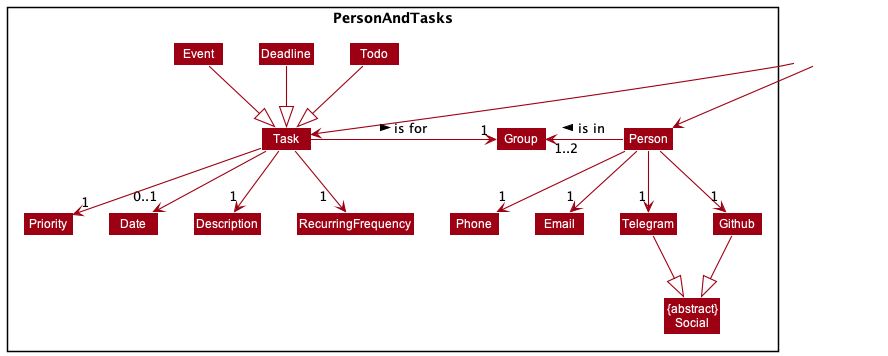 PersonAndTasks
Event
Deadline
Todo
► is for
1
◄ is in
Task
Group
Person
1..2
1
0..1
1
1
1
1
1
1
Priority
Date
Description
RecurringFrequency
Phone
Email
Telegram
Github
{abstract}
Social